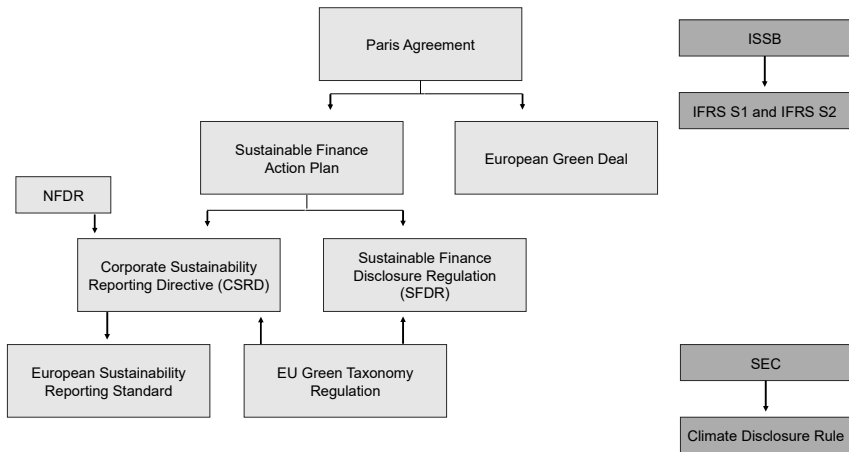 Paris Agreement
ISSB
IFRS S1 and IFRS S2
Sustainable Finance
Action Plan
European Green Deal
NFDR
Corporate Sustainability
Reporting Directive (CSRD)
Sustainable Finance
Disclosure Regulation
(SFDR)
European Sustainability
Reporting Standard
EU Green Taxonomy
Regulation
SEC
Climate Disclosure Rule